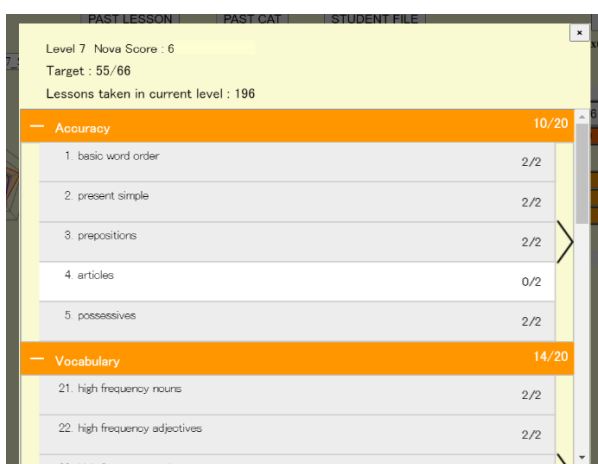 PAST LESSON PAST CAT STUDENT FILE
×
Level 7 Nova Score : 6
Target : 55/66
Lessons taken in current level : 196
— Accuracy 10/20
1. basic word order 2/2
2. present simple 2/2
3. prepositions 2/2
4. articles 0/2
5. possessives 2/2
— Vocabulary 14/20
21. high frequency nouns 2/2
22. high frequency adjectives 2/2